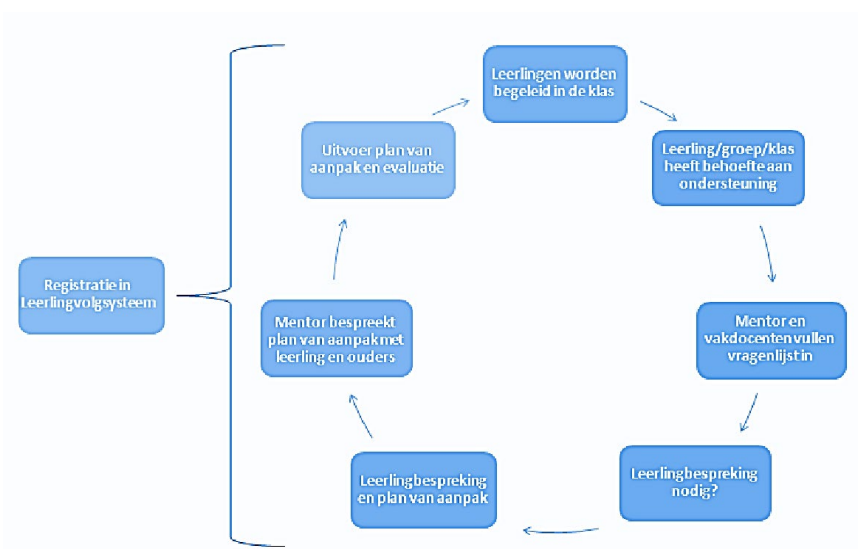 Leerlingen worden
begeleid in de klas
Leerling/groep/klas
heeft behoefte aan
ondersteuning
Mentor en
vakdocenten vullen
vragenlijst in
Leerlingbespreking
nodig?
Leerlingbespreking
en plan van aanpak
Mentor bespreekt
plan van aanpak met
leerling en ouders
Uitvoer plan van
aanpak en evaluatie
Registratie in
Leerlingvolgsysteem